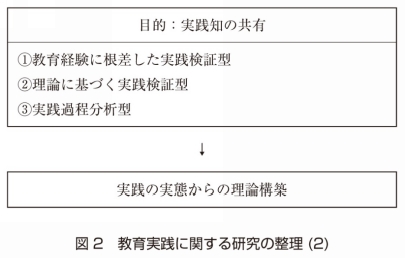 目的：実践知の共有
①教育経験に根差した実践検証型
②理論に基づく実践検証型
③実践過程分析型
↓
実践の実態からの理論構築
図2 教育実践に関する研究の整理 (2)